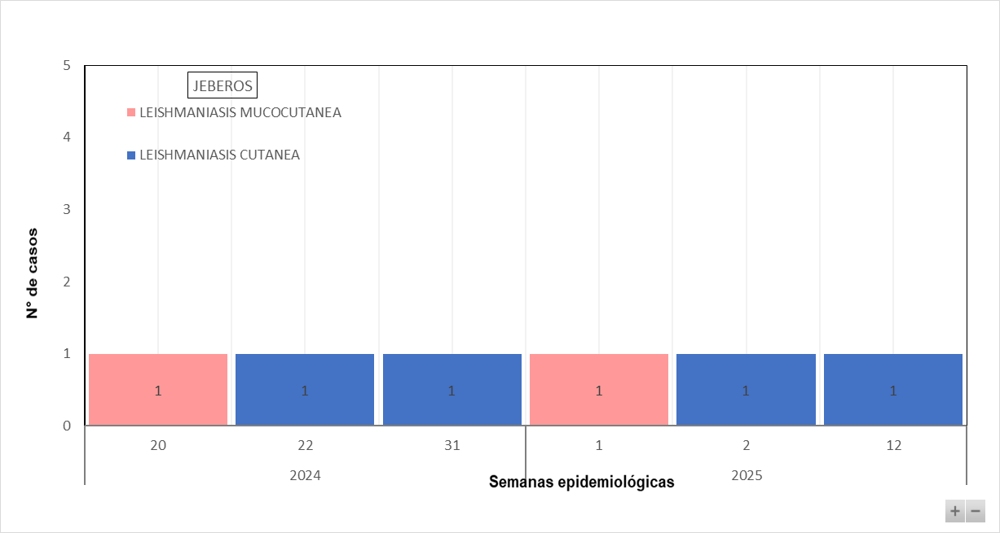 5
JEBEROS
LEISHMANIASIS MUCOCUTANEA
4
LEISHMANIASIS CUTANEA
3
N° de casos
2
1
1 1 1 1 1 1
0
20 22 31 1 2 12
2024 2025
Semanas epidemiológicas
+ −